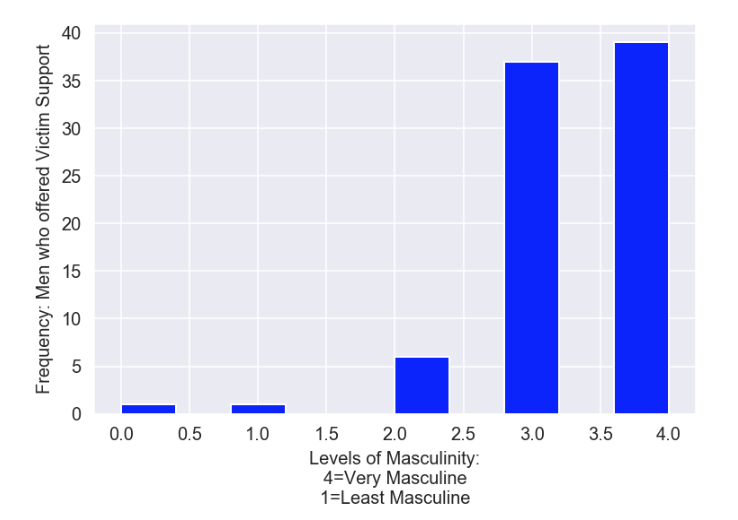 Frequency: Men who offered Victim Support
40
35
30
25
20
15
10
5
0
0.0 0.5 1.0 1.5 2.0 2.5 3.0 3.5 4.0
Levels of Masculinity:
4=Very Masculine
1=Least Masculine